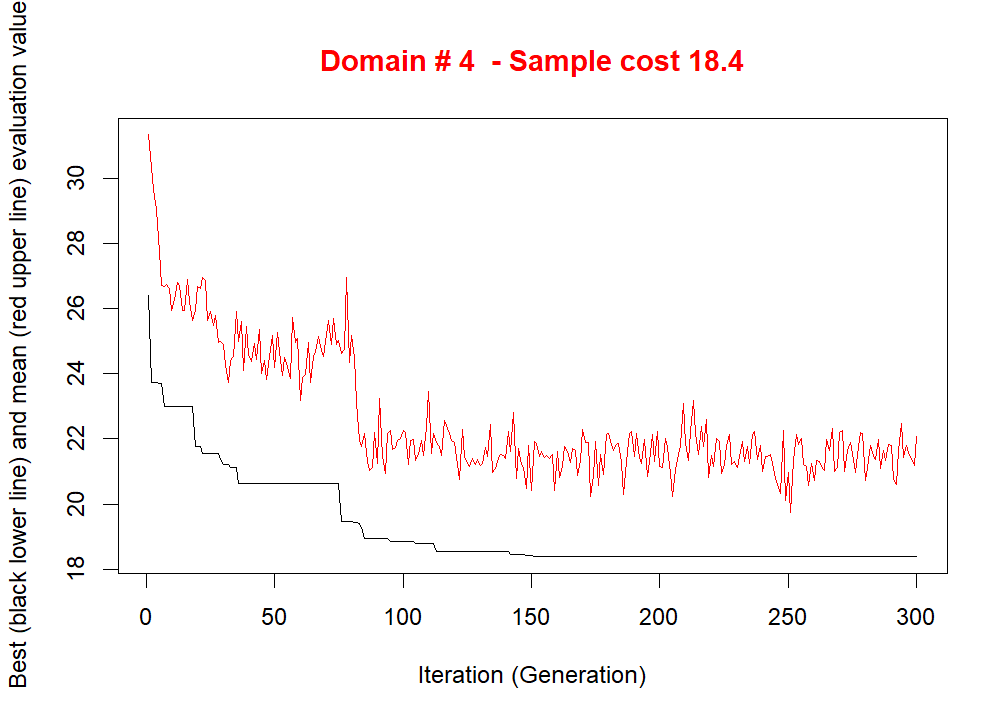 Domain # 4  - Sample cost 18.4
Best (black lower line) and mean (red upper line) evaluation value
30
28
26
24
22
20
18
0 50 100 150 200 250 300
Iteration (Generation)